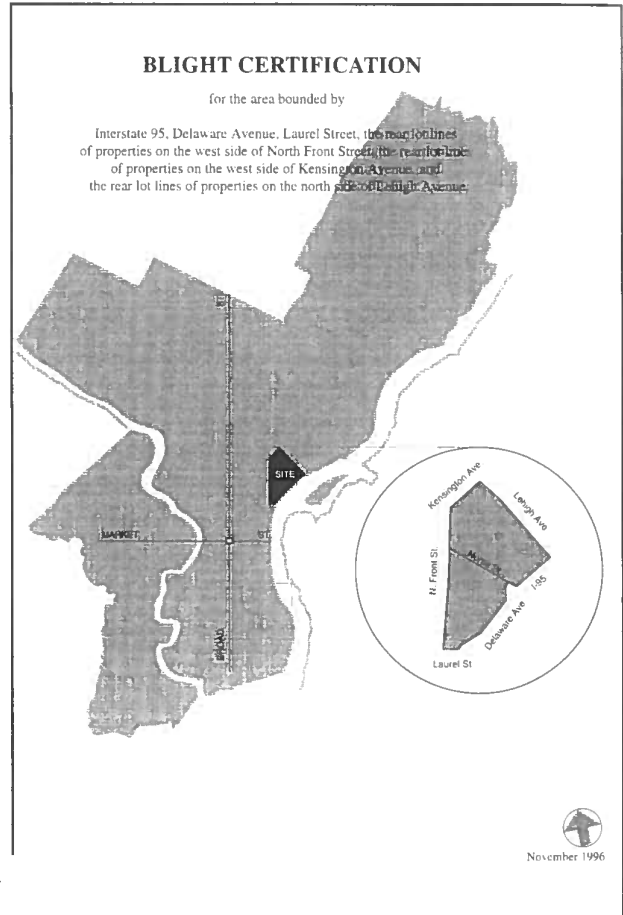 BLIGHT CERTIFICATION
for the area bounded by
Interstate 95, Delaware Avenue, Laurel Street, the rear lot lines
of properties on the west side of North Front Street, the rear lot line
of properties on the west side of Kensington Avenue, and
the rear lot lines of properties on the north side of Lehigh Avenue.
SITE
MARKET
ST.
BROAD
Kensington Ave
Lehigh Ave
N. Front St.
I-95
Delaware Ave
Laurel St
November 1996